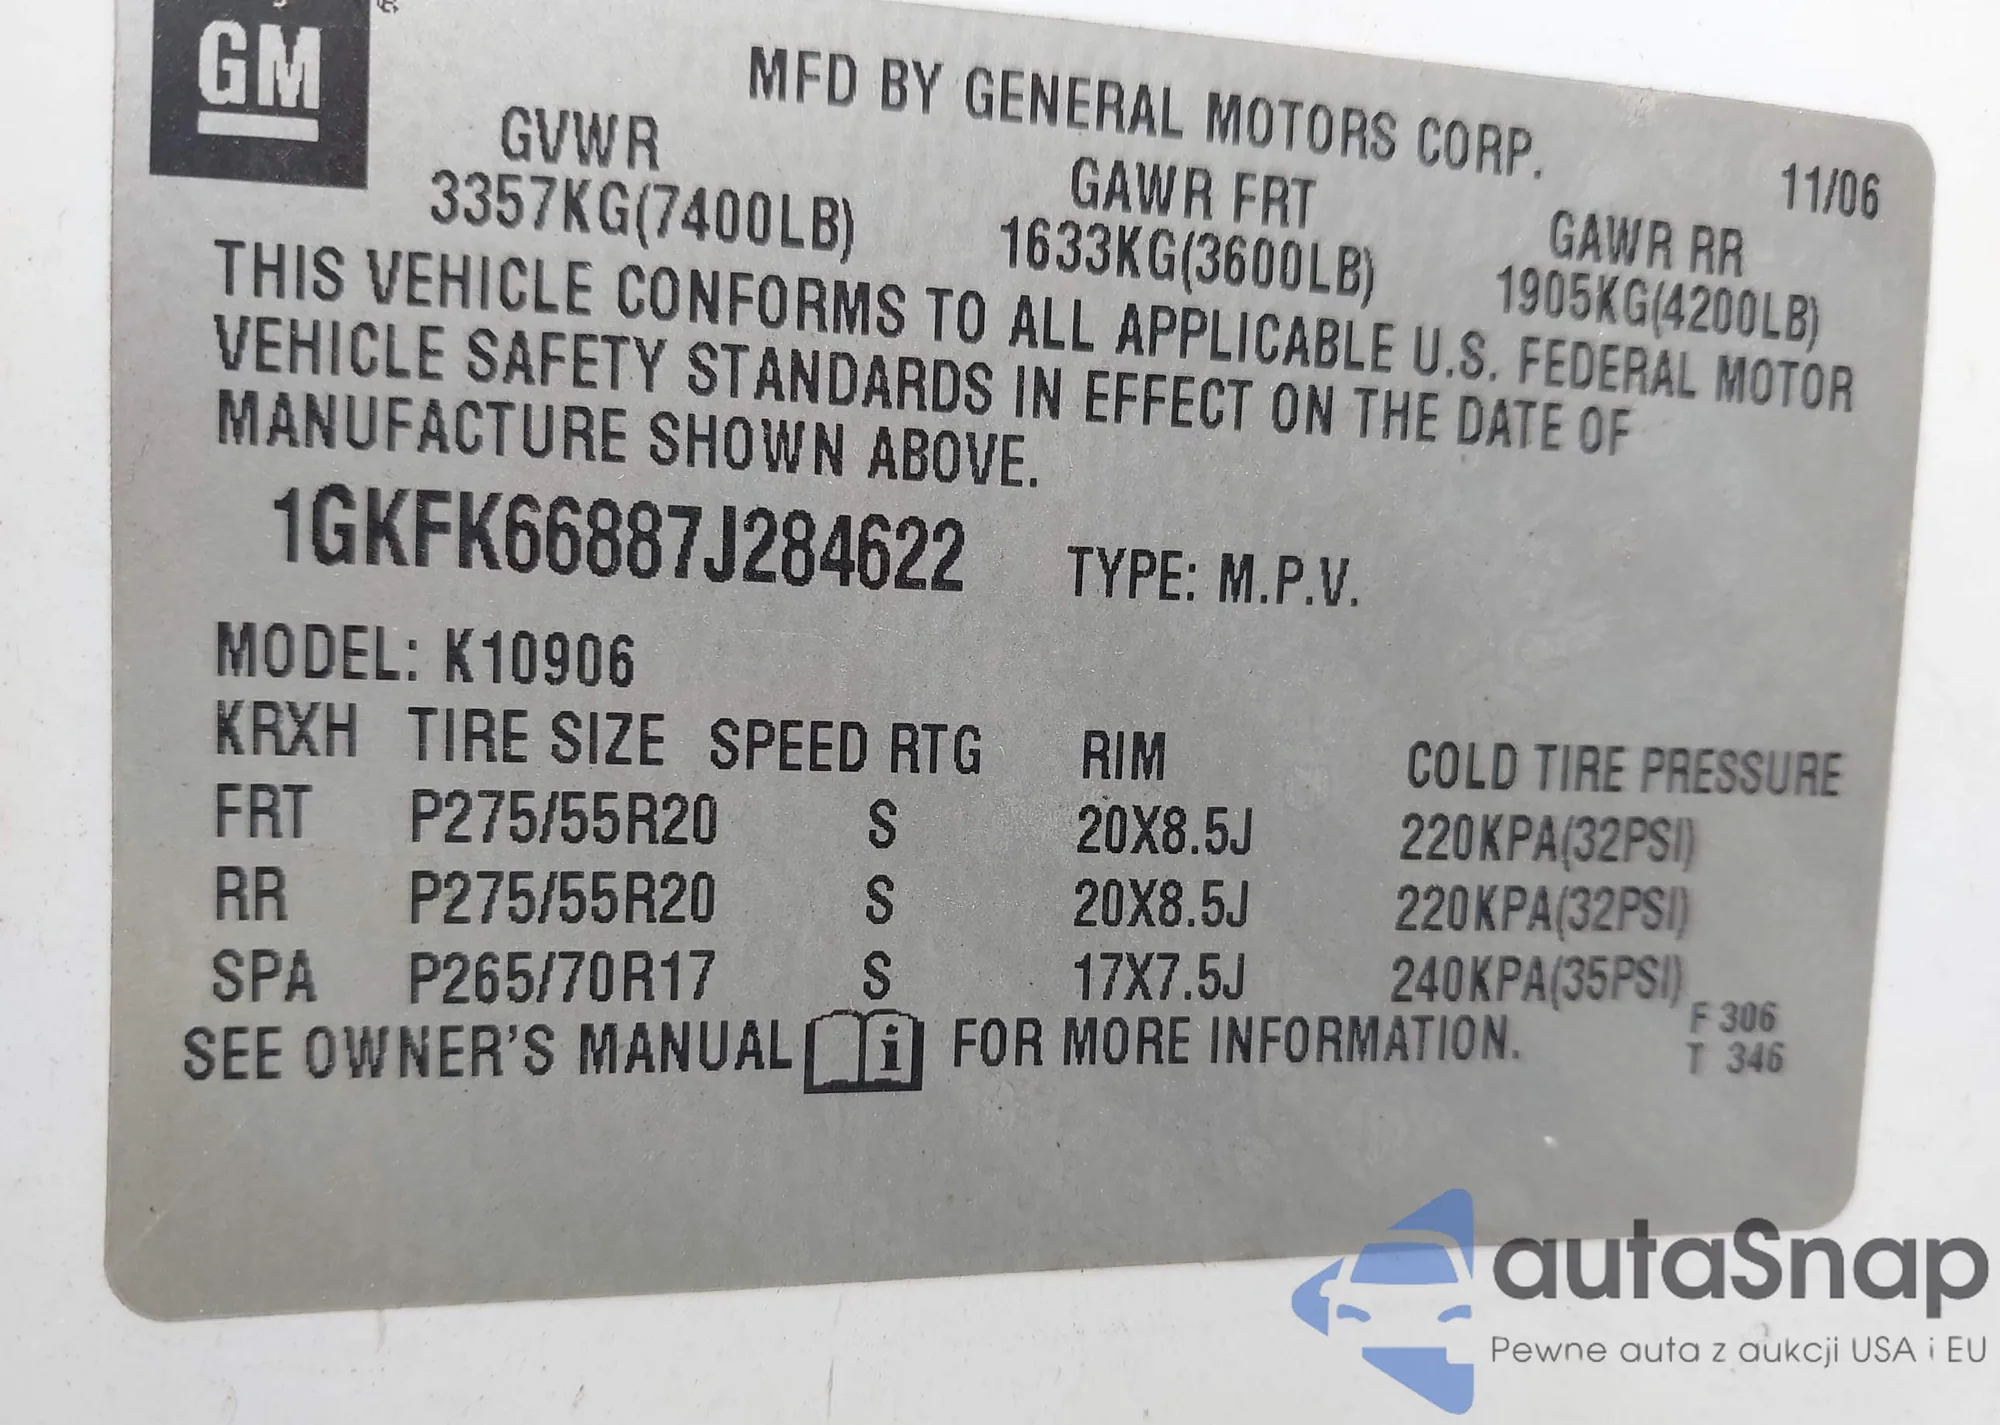 GM
MFD BY GENERAL MOTORS CORP.
11/06
GVWR
GAWR FRT
GAWR RR
3357KG(7400LB)
1633KG(3600LB)
1905KG(4200LB)
THIS VEHICLE CONFORMS TO ALL APPLICABLE U.S. FEDERAL MOTOR
VEHICLE SAFETY STANDARDS IN EFFECT ON THE DATE OF
MANUFACTURE SHOWN ABOVE.
1GKFK66887J284622 TYPE: M.P.V.
MODEL: K10906
KRXH TIRE SIZE SPEED RTG RIM COLD TIRE PRESSURE
FRT P275/55R20 S 20X8.5J 220KPA(32PSI)
RR P275/55R20 S 20X8.5J 220KPA(32PSI)
SPA P265/70R17 S 17X7.5J 240KPA(35PSI)
SEE OWNER'S MANUAL i FOR MORE INFORMATION.
F 306
T 346
autaSnap
Pewne auta z aukcji USA i EU